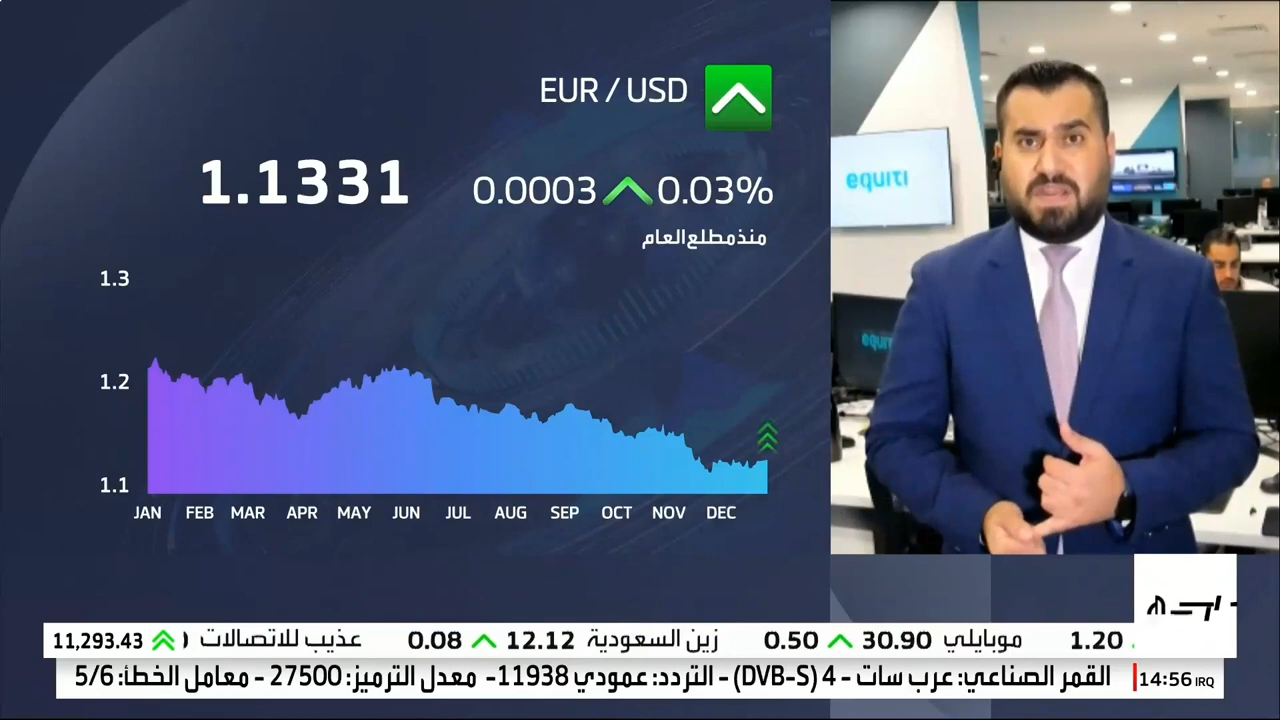 EUR / USD
1.1331
0.0003 0.03%
منذ مطلع العام
1.3
1.2
1.1
JAN FEB MAR APR MAY JUN JUL AUG SEP OCT NOV DEC
equiti
equiti
1.20 موبايلي 30.90 0.50 زين السعودية 12.12 0.08 عذيب للاتصالات 11,293.43
القمر الصناعي: عرب سات - 4 (DVB-S) - التردد: عمودي 11938- معدل الترميز: 27500 - معامل الخطأ: 5/6
14:56 IRQ